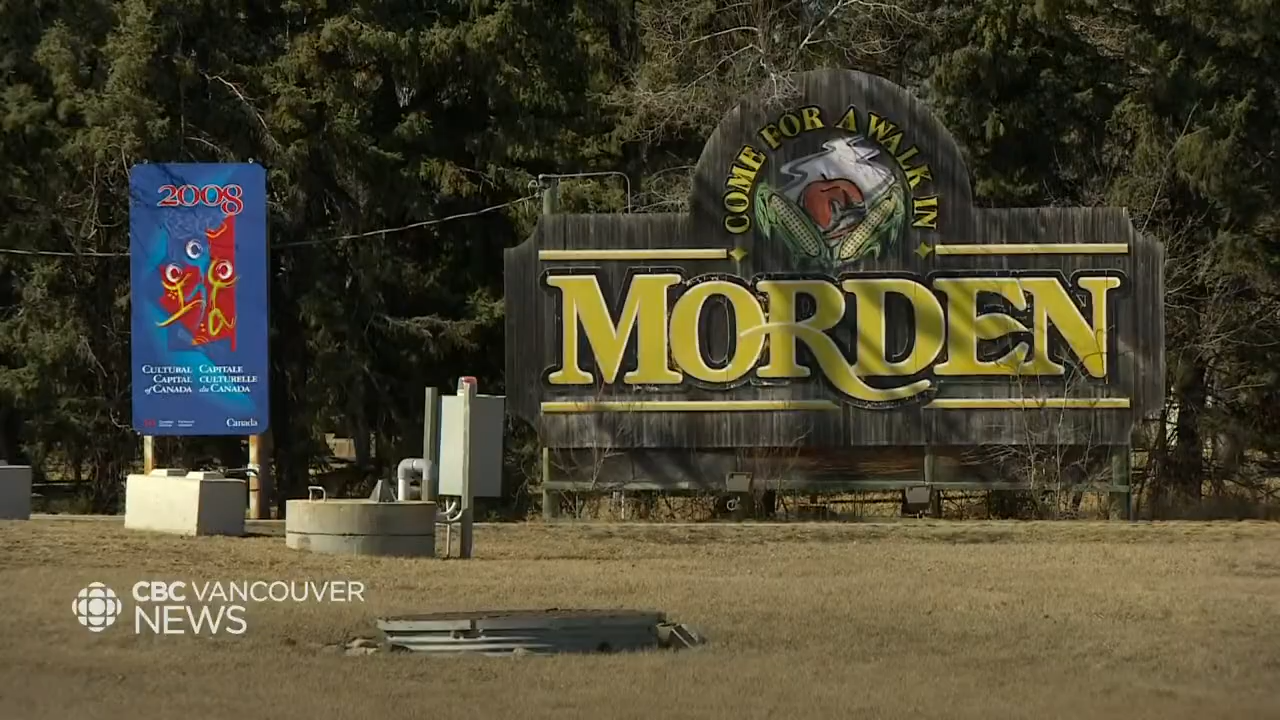 COME FOR A WALK IN
MORDEN
2008
CULTURAL CAPITALE
CAPITAL CULTURELLE
of CANADA du CANADA
Canada
CBC VANCOUVER
NEWS